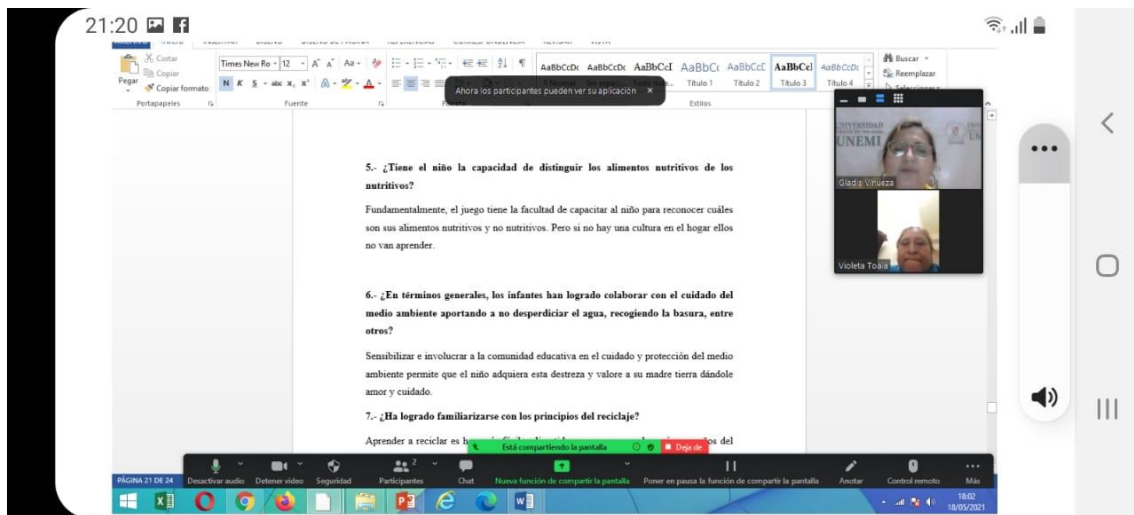 21:20
Cortar
Copiar
Pegar
Copiar formato
Portapapeles
Times New Ro
12
N K S abc x, x'
Fuente
Ahora los participantes pueden ver su aplicación ×
AaBbCcDc AaBbCcDc AaBbCcI AaBbCc AaBbCcC AaBbCcI AaBbCcDc
Título 1 Título 2 Título 3 Título 4
Estilos
Buscar
Reemplazar
UNIVERSIDAD
UNEMI
Gladis Vinueza
Violeta Toala
5.- ¿Tiene el niño la capacidad de distinguir los alimentos nutritivos de los
nutritivos?
Fundamentalmente, el juego tiene la facultad de capacitar al niño para reconocer cuáles
son sus alimentos nutritivos y no nutritivos. Pero si no hay una cultura en el hogar ellos
no van aprender.
6.- ¿En términos generales, los infantes han logrado colaborar con el cuidado del
medio ambiente aportando a no desperdiciar el agua, recogiendo la basura, entre
otros?
Sensibilizar e involucrar a la comunidad educativa en el cuidado y protección del medio
ambiente permite que el niño adquiera esta destreza y valore a su madre tierra dándole
amor y cuidado.
7.- ¿Ha logrado familiarizarse con los principios del reciclaje?
Aprender a reciclar es
del
Está compartiendo la pantalla Deja de
PÁGINA 21 DE 24
Desactivar audio Detener video Seguridad Participantes 2 Chat Nueva función de compartir la pantalla Poner en pausa la función de compartir la pantalla Anotar Control remoto Más
18:02
18/05/2021